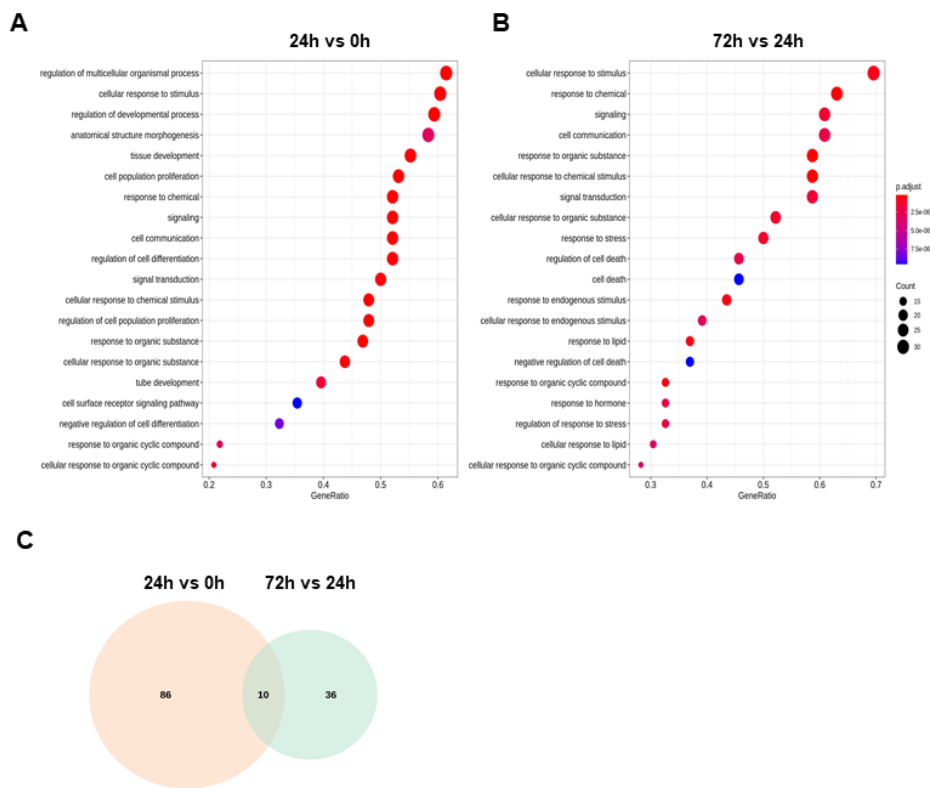 A
24h vs 0h
regulation of multicellular organismal process
cellular response to stimulus
regulation of developmental process
anatomical structure morphogenesis
tissue development
cell population proliferation
response to chemical
signaling
cell communication
regulation of cell differentiation
signal transduction
cellular response to chemical stimulus
regulation of cell population proliferation
response to organic substance
cellular response to organic substance
tube development
cell surface receptor signaling pathway
negative regulation of cell differentiation
response to organic cyclic compound
cellular response to organic cyclic compound
0.2 0.3 0.4 0.5 0.6
GeneRatio
B
72h vs 24h
cellular response to stimulus
response to chemical
signaling
cell communication
response to organic substance
cellular response to chemical stimulus
signal transduction
cellular response to organic substance
response to stress
regulation of cell death
cell death
response to endogenous stimulus
cellular response to endogenous stimulus
response to lipid
negative regulation of cell death
response to organic cyclic compound
response to hormone
regulation of response to stress
cellular response to lipid
cellular response to organic cyclic compound
0.3 0.4 0.5 0.6 0.7
GeneRatio
p.adjust
2.5e-06
5.0e-06
7.5e-06
Count
15
20
25
30
C
24h vs 0h 72h vs 24h
86 10 36